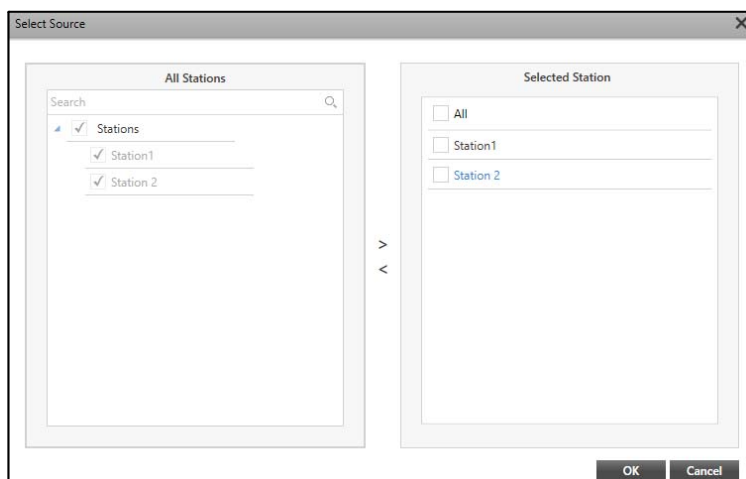 Select Source
All Stations
Search
Stations
Station1
Station 2
Selected Station
All
Station1
Station 2
>
<
OK
Cancel